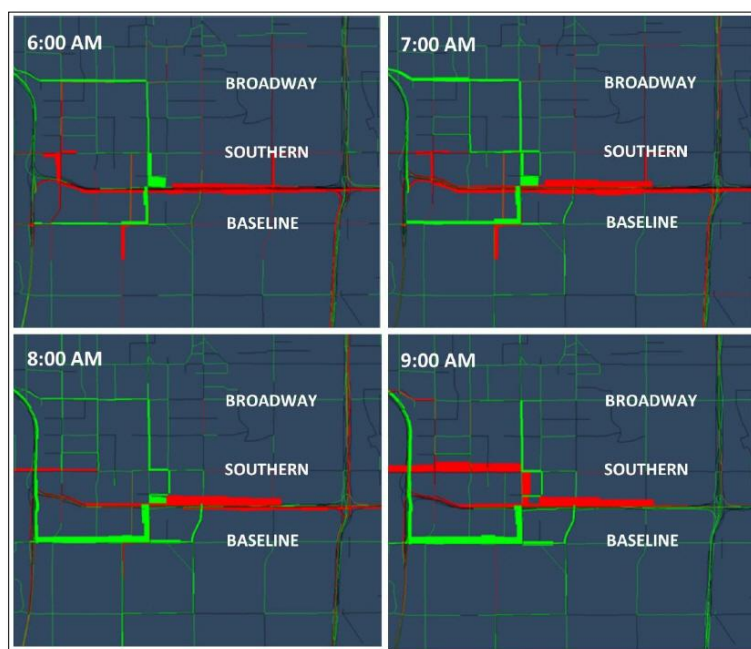 6:00 AM
BROADWAY
SOUTHERN
BASELINE
7:00 AM
BROADWAY
SOUTHERN
BASELINE
8:00 AM
BROADWAY
SOUTHERN
BASELINE
9:00 AM
BROADWAY
SOUTHERN
BASELINE